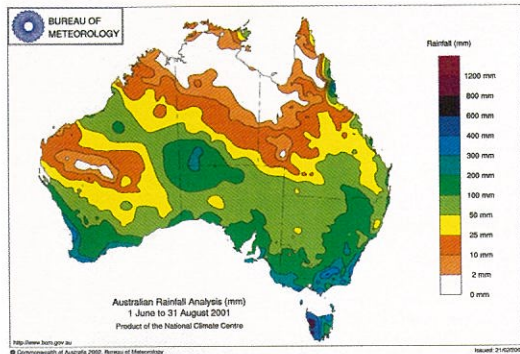 BUREAU OF
METEOROLOGY
Rainfall (mm)
1200 mm
800 mm
600 mm
400 mm
300 mm
200 mm
100 mm
50 mm
25 mm
10 mm
2 mm
0 mm
Australian Rainfall Analysis (mm)
1 June to 31 August 2001
Product of the National Climate Centre
http://www.bom.gov.au
© Commonwealth of Australia 2002, Bureau of Meteorology
Issued: